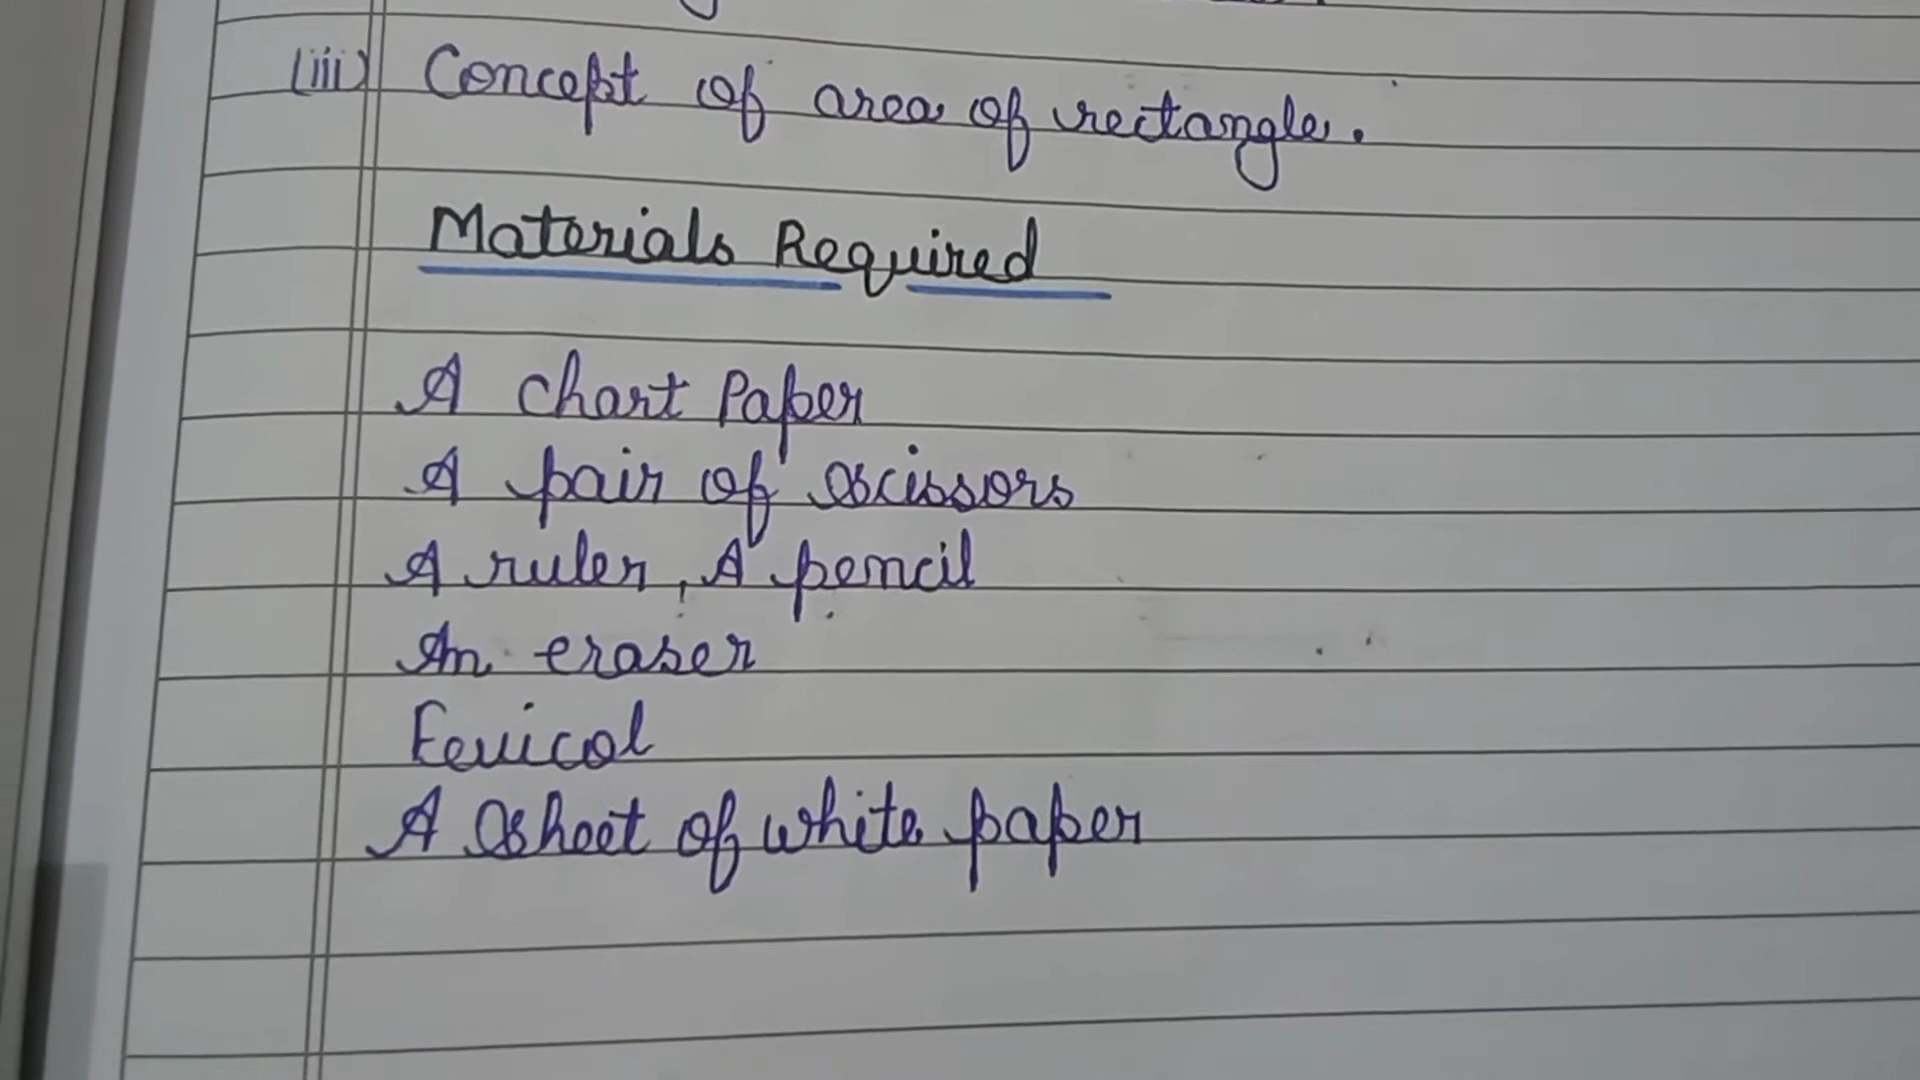 (iii) Concept of area of rectangle.
Materials Required
A chart Paper
A pair of scissors
A ruler, A pencil
An eraser
Fevicol
A sheet of white paper